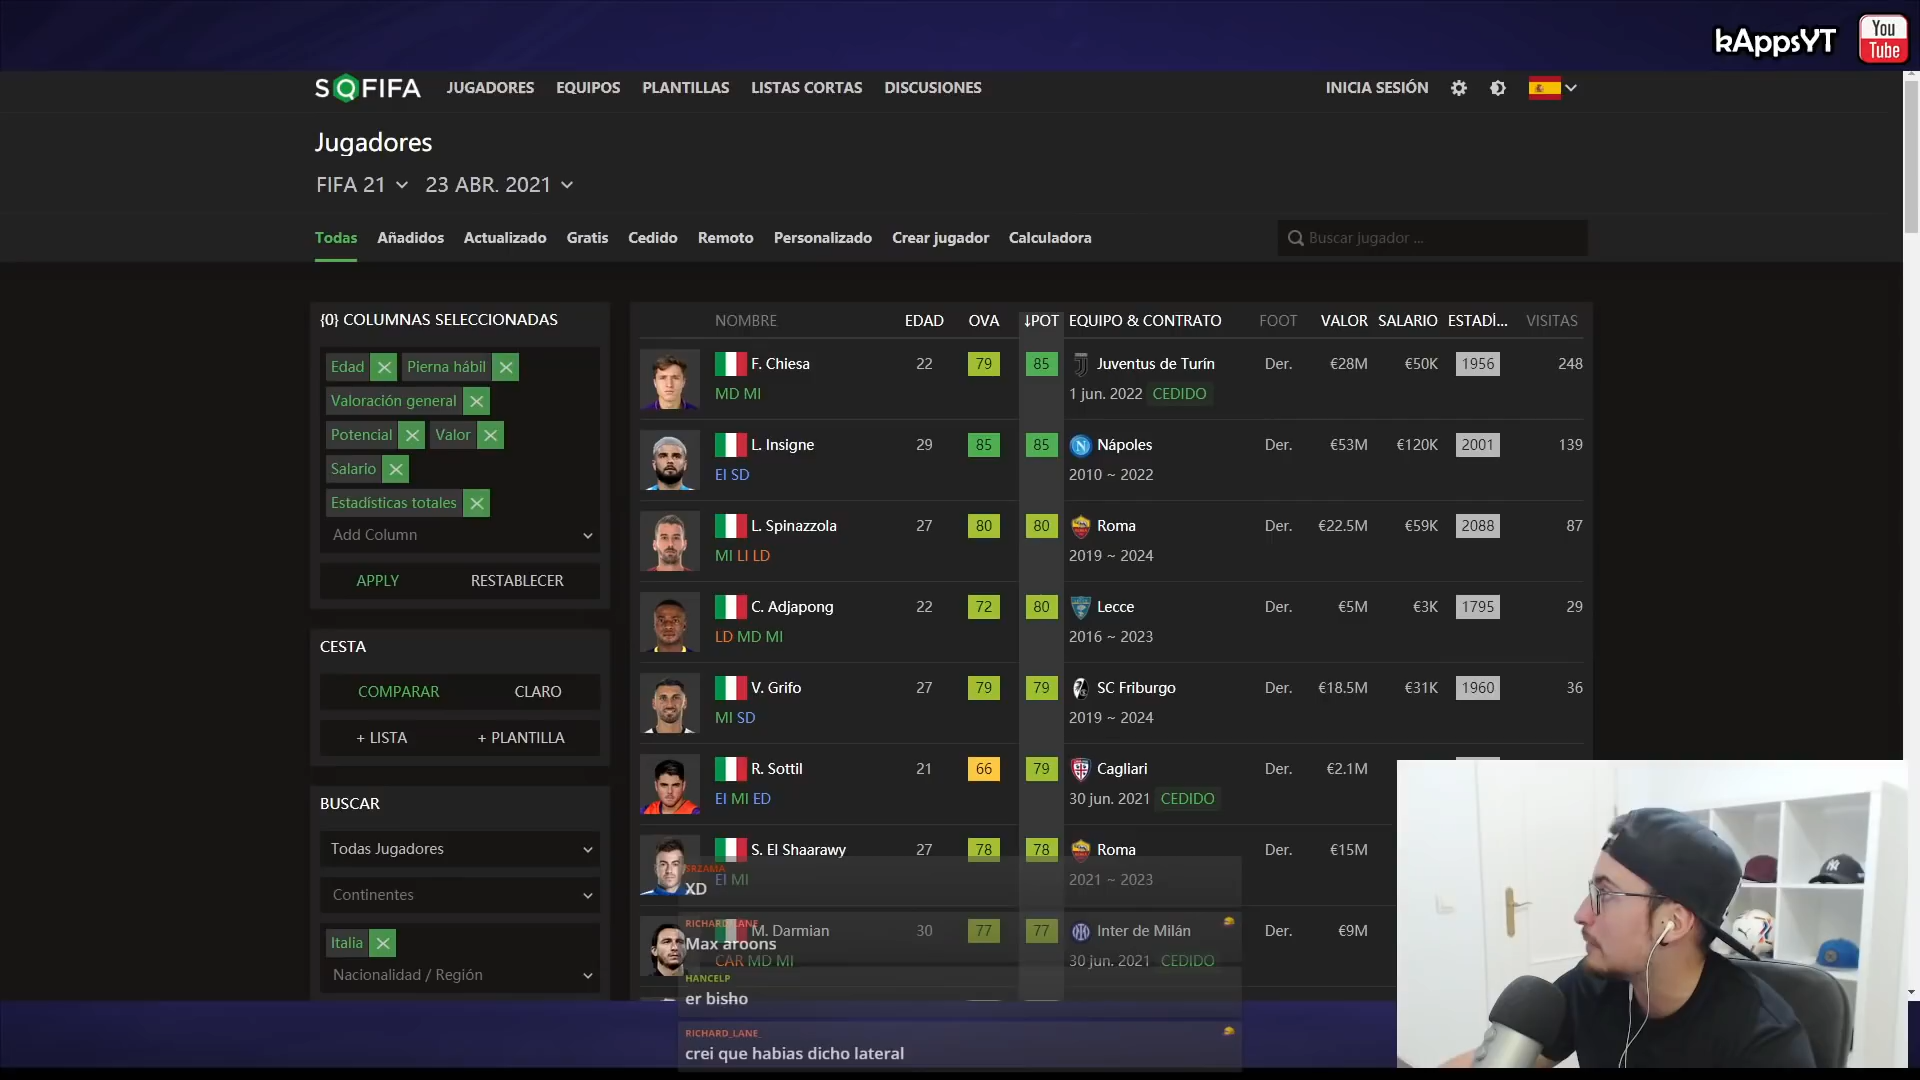 kAppsYT You Tube
SOFIFA JUGADORES EQUIPOS PLANTILLAS LISTAS CORTAS DISCUSIONES INICIA SESIÓN
Jugadores
FIFA 21 23 ABR. 2021
Todas Añadidos Actualizado Gratis Cedido Remoto Personalizado Crear jugador Calculadora Buscar jugador ...
{0} COLUMNAS SELECCIONADAS
Edad Pierna hábil
Valoración general
Potencial Valor
Salario
Estadísticas totales
Add Column
APPLY RESTABLECER
CESTA
COMPARAR CLARO
+ LISTA + PLANTILLA
BUSCAR
Todas Jugadores
Continentes
Italia
Nacionalidad / Región
NOMBRE EDAD OVA ↓POT EQUIPO & CONTRATO FOOT VALOR SALARIO ESTADÍ... VISITAS
F. Chiesa 22 79 85 Juventus de Turín Der. €28M €50K 1956 248
MD MI 1 jun. 2022 CEDIDO
L. Insigne 29 85 85 Nápoles Der. €53M €120K 2001 139
EI SD 2010 ~ 2022
L. Spinazzola 27 80 80 Roma Der. €22.5M €59K 2088 87
MI LI LD 2019 ~ 2024
C. Adjapong 22 72 80 Lecce Der. €5M €3K 1795 29
LD MD MI 2016 ~ 2023
V. Grifo 27 79 79 SC Friburgo Der. €18.5M €31K 1960 36
MI SD 2019 ~ 2024
R. Sottil 21 66 79 Cagliari Der. €2.1M
EI MI ED 30 jun. 2021 CEDIDO
S. El Shaarawy 27 78 78 Roma Der. €15M
EI MI 2021 ~ 2023
M. Darmian 30 77 77 Inter de Milán Der. €9M
CAR MD MI 30 jun. 2021 CEDIDO
SRZAMA
XD
RICHARD_LANE_
Max aroons
HANCELP
er bisho
RICHARD_LANE_
crei que habias dicho lateral